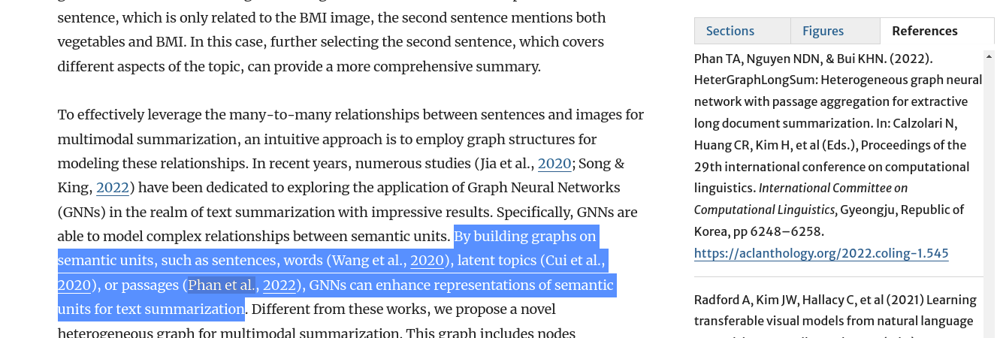 sentence, which is only related to the BMI image, the second sentence mentions both
vegetables and BMI. In this case, further selecting the second sentence, which covers
different aspects of the topic, can provide a more comprehensive summary.
To effectively leverage the many-to-many relationships between sentences and images for
multimodal summarization, an intuitive approach is to employ graph structures for
modeling these relationships. In recent years, numerous studies (Jia et al., 2020; Song &
King, 2022) have been dedicated to exploring the application of Graph Neural Networks
(GNNs) in the realm of text summarization with impressive results. Specifically, GNNs are
able to model complex relationships between semantic units. By building graphs on
semantic units, such as sentences, words (Wang et al., 2020), latent topics (Cui et al.,
2020), or passages (Phan et al., 2022), GNNs can enhance representations of semantic
units for text summarization. Different from these works, we propose a novel
heterogeneous graph for multimodal summarization. This graph includes nodes
Sections
Figures
References
Phan TA, Nguyen NDN, & Bui KHN. (2022).
HeterGraphLongSum: Heterogeneous graph neural
network with passage aggregation for extractive
long document summarization. In: Calzolari N,
Huang CR, Kim H, et al (Eds.), Proceedings of the
29th international conference on computational
linguistics. International Committee on
Computational Linguistics, Gyeongju, Republic of
Korea, pp 6248–6258.
https://aclanthology.org/2022.coling-1.545
Radford A, Kim JW, Hallacy C, et al (2021) Learning
transferable visual models from natural language